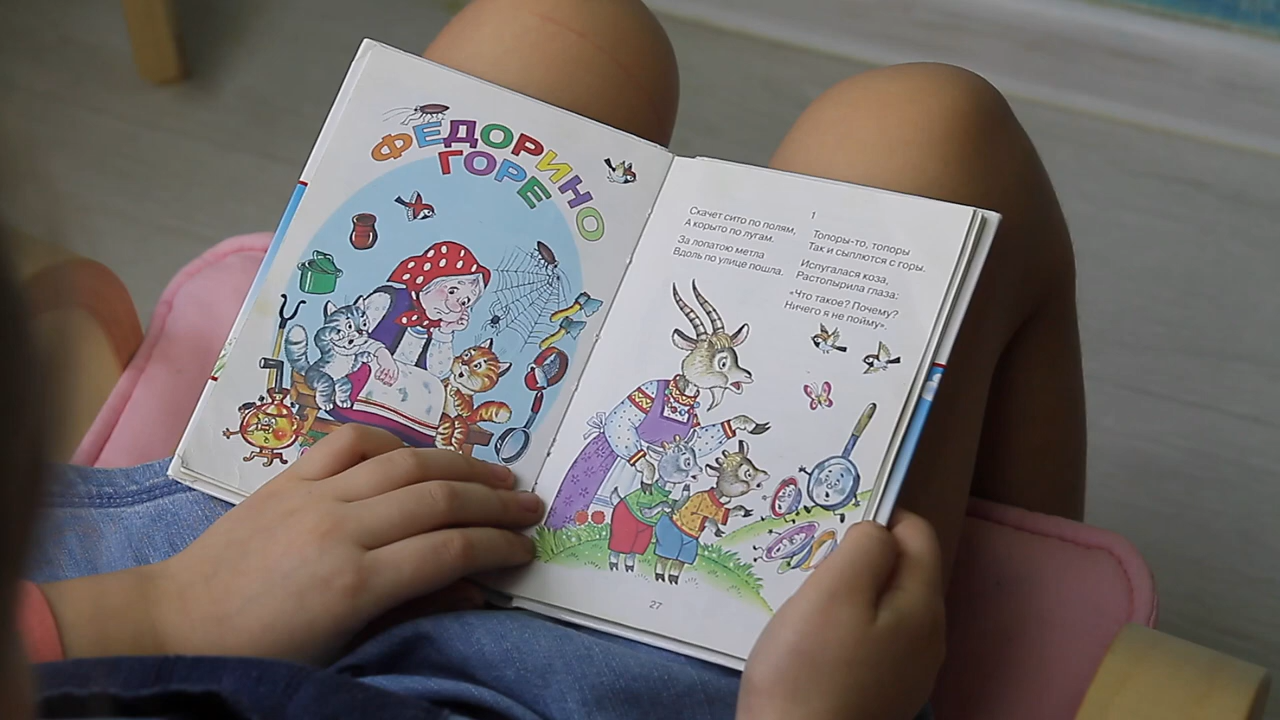 ФЕДОРИНО
ГОРЕ
1
Скачет сито по полям,
А корыто по лугам.
За лопатою метла
Вдоль по улице пошла.
Топоры-то, топоры
Так и сыплются с горы.
Испугалася коза,
Растопырила глаза:
«Что такое? Почему?
Ничего я не пойму».
27